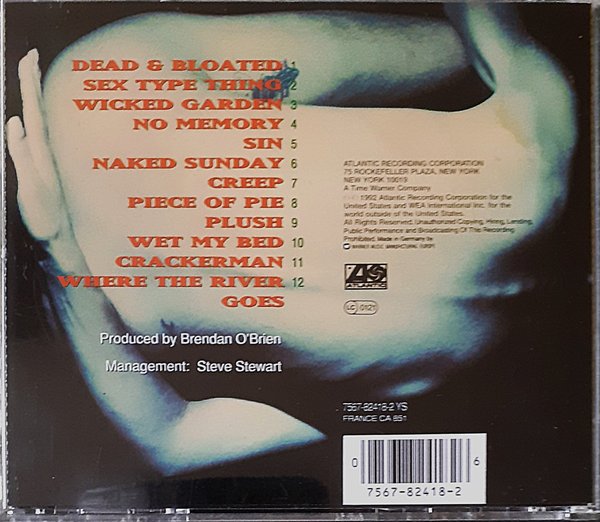 DEAD & BLOATED 1
SEX TYPE THING 2
WICKED GARDEN 3
NO MEMORY 4
SIN 5
NAKED SUNDAY 6
CREEP 7
PIECE OF PIE 8
PLUSH 9
WET MY BED 10
CRACKERMAN 11
WHERE THE RIVER 12
GOES
Produced by Brendan O'Brien
Management: Steve Stewart
ATLANTIC RECORDING CORPORATION
75 ROCKEFELLER PLAZA, NEW YORK
NEW YORK 10019
A Time Warner Company
1992 Atlantic Recording Corporation for the
United States and WEA International Inc. for the
world outside of the United States.
All Rights Reserved. Unauthorized Copying, Hiring, Lending,
Public Performance and Broadcasting Of This Recording
Prohibited. Made in Germany by
WARNER MUSIC MANUFACTURING EUROPE
ATLANTIC
LC 0121
7567-82418-2 YS
FRANCE CA 851
0 6
7567-82418-2